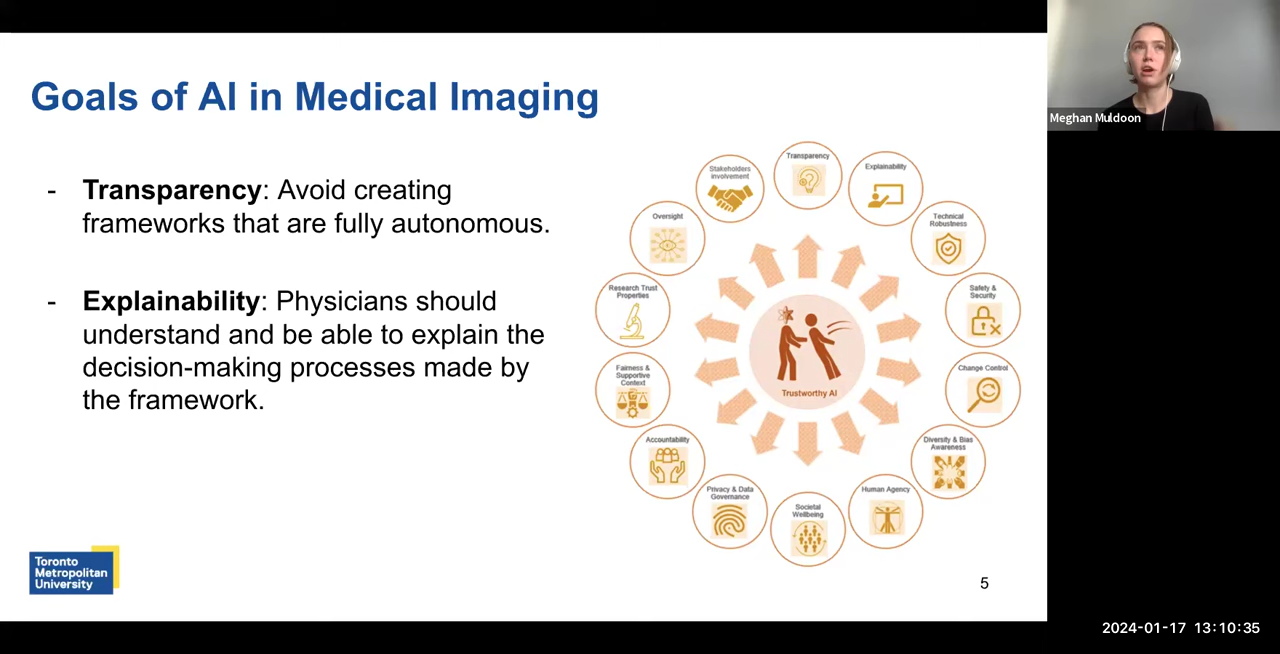 Goals of AI in Medical Imaging
- Transparency: Avoid creating
frameworks that are fully autonomous.
- Explainability: Physicians should
understand and be able to explain the
decision-making processes made by
the framework.
Transparency
Explainability
Technical
Robustness
Safety &
Security
Change Control
Diversity & Bias
Awareness
Human Agency
Societal
Wellbeing
Privacy & Data
Governance
Accountability
Fairness &
Supportive
Context
Research Trust
Properties
Oversight
Stakeholders
Involvement
Trustworthy AI
Toronto
Metropolitan
University
5
Meghan Muldoon
2024-01-17 13:10:35